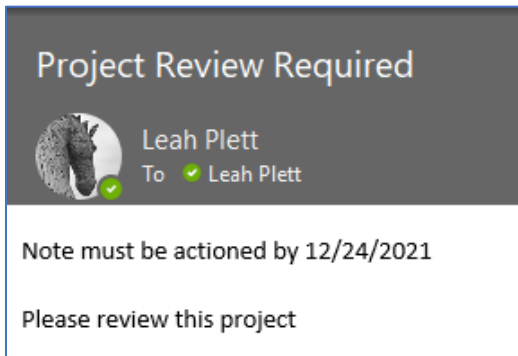 Project Review Required
Leah Plett
To Leah Plett
Note must be actioned by 12/24/2021
Please review this project